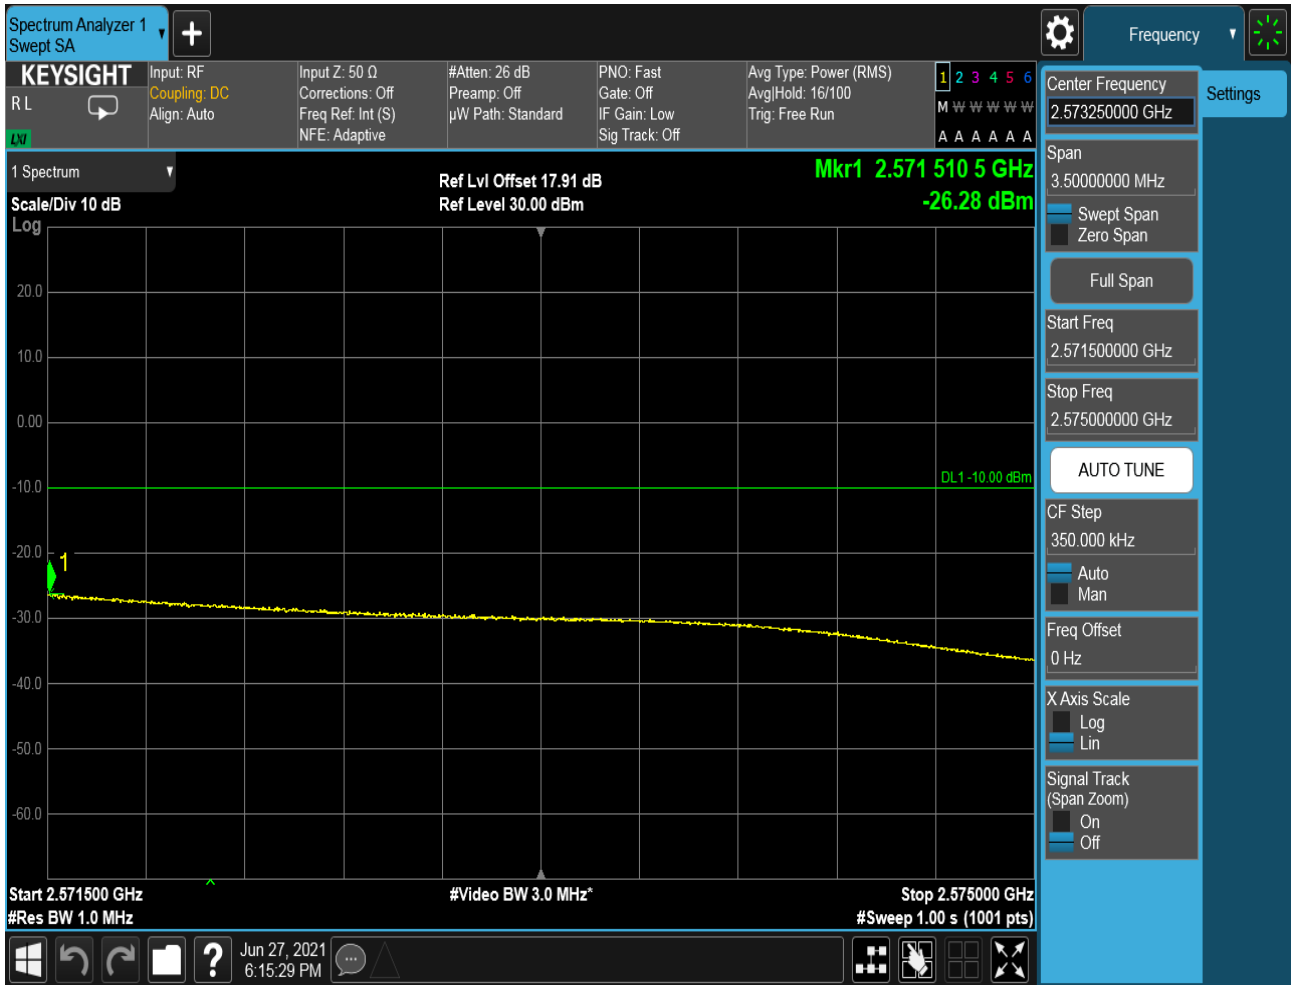 Spectrum Analyzer 1
Swept SA
Frequency
KEYSIGHT
R L
LXI
Input: RF
Coupling: DC
Align: Auto
Input Z: 50 Ω
Corrections: Off
Freq Ref: Int (S)
NFE: Adaptive
#Atten: 26 dB
Preamp: Off
µW Path: Standard
PNO: Fast
Gate: Off
IF Gain: Low
Sig Track: Off
Avg Type: Power (RMS)
Avg|Hold: 16/100
Trig: Free Run
1 2 3 4 5 6
M W W W W W
A A A A A A
1 Spectrum
Scale/Div 10 dB
Log
Ref Lvl Offset 17.91 dB
Ref Level 30.00 dBm
Mkr1 2.571 510 5 GHz
-26.28 dBm
20.0
10.0
0.00
-10.0
-20.0
-30.0
-40.0
-50.0
-60.0
DL1 -10.00 dBm
1
Start 2.571500 GHz
#Res BW 1.0 MHz
#Video BW 3.0 MHz*
Stop 2.575000 GHz
#Sweep 1.00 s (1001 pts)
Center Frequency
2.573250000 GHz
Settings
Span
3.50000000 MHz
Swept Span
Zero Span
Full Span
Start Freq
2.571500000 GHz
Stop Freq
2.575000000 GHz
AUTO TUNE
CF Step
350.000 kHz
Auto
Man
Freq Offset
0 Hz
X Axis Scale
Log
Lin
Signal Track
(Span Zoom)
On
Off
?
Jun 27, 2021
6:15:29 PM